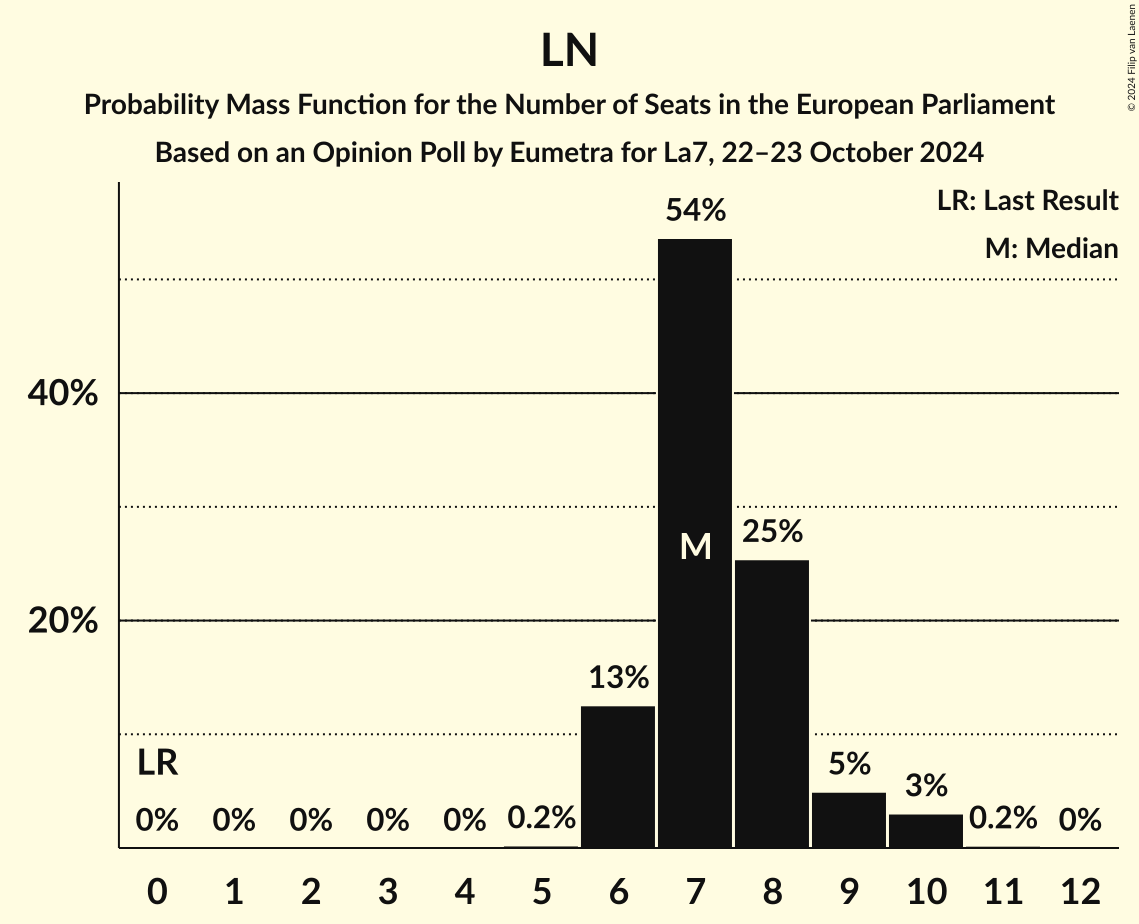 © 2024 Filip van Laenen
LN
Probability Mass Function for the Number of Seats in the European Parliament
Based on an Opinion Poll by Eumetra for La7, 22–23 October 2024
LR: Last Result
M: Median
54%
40%
25%
M
20%
13%
LR
5%
3%
0% 0% 0% 0% 0% 0.2% 0.2% 0%
0 1 2 3 4 5 6 7 8 9 10 11 12